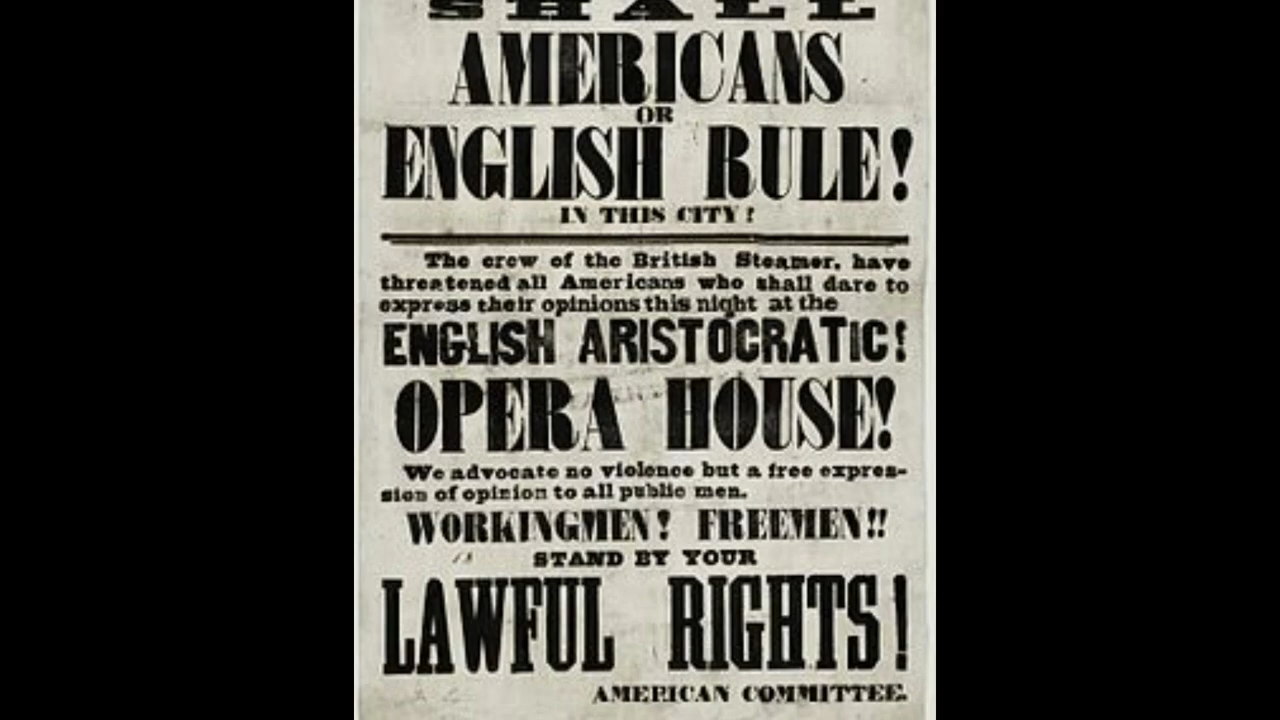 SHALL
AMERICANS
OR
ENGLISH RULE!
IN THIS CITY?
The crew of the British Steamer, have
threatened all Americans who shall dare to
express their opinions this night at the
ENGLISH ARISTOCRATIC!
OPERA HOUSE!
We advocate no violence but a free expres-
sion of opinion to all public men.
WORKINGMEN! FREEMEN!!
STAND BY YOUR
LAWFUL RIGHTS!
AMERICAN COMMITTEE.